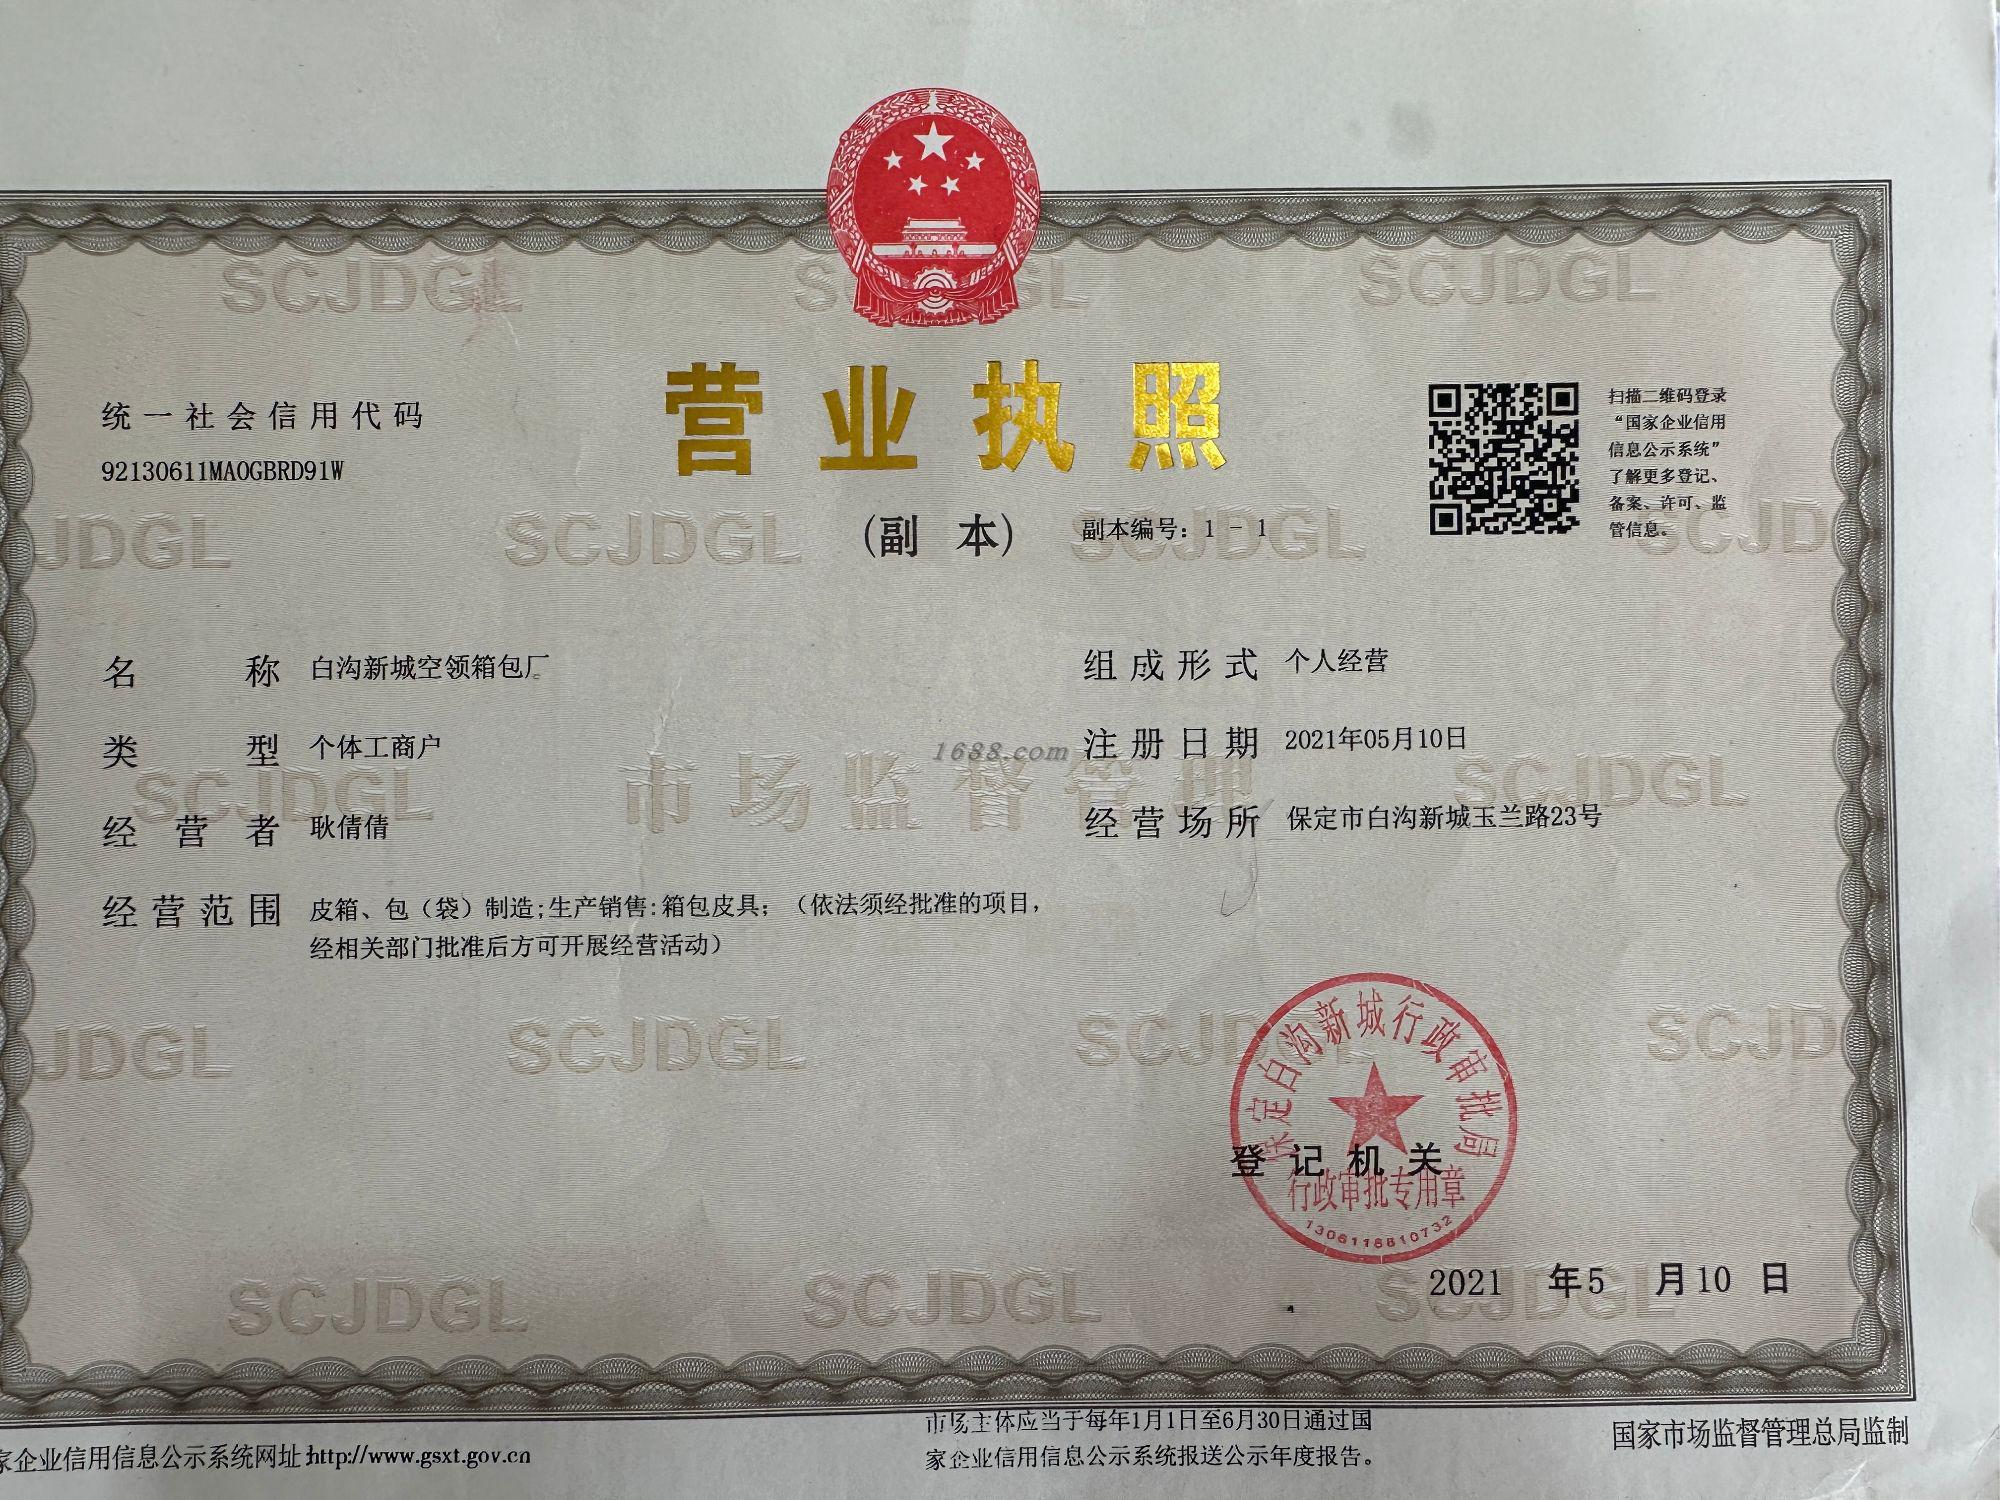 营业执照
(副 本) 副本编号：1 - 1
统一社会信用代码
92130611MA0GBRD91W
扫描二维码登录
“国家企业信用
信息公示系统”
了解更多登记、
备案、许可、监
管信息。
名 称 白沟新城空领箱包厂
类 型 个体工商户
经 营 者 耿倩倩
经营范围 皮箱、包（袋）制造;生产销售:箱包皮具；（依法须经批准的项目，
经相关部门批准后方可开展经营活动）
组成形式 个人经营
注册日期 2021年05月10日
经营场所 保定市白沟新城玉兰路23号
1688.com
市场监督管理
SCJDGL
保定白沟新城行政审批局
登记机关
行政审批专用章
1306116810732
2021 年5 月10 日
家企业信用信息公示系统网址http://www.gsxt.gov.cn
市场主体应当于每年1月1日至6月30日通过国
家企业信用信息公示系统报送公示年度报告。
国家市场监督管理总局监制